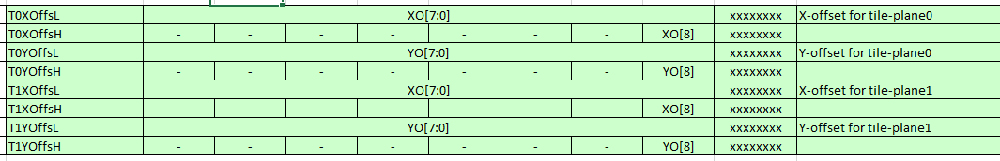 T0XOffsL XO[7:0] xxxxxxxx X-offset for tile-plane0
T0XOffsH - - - - - - - XO[8] xxxxxxxx
T0YOffsL YO[7:0] xxxxxxxx Y-offset for tile-plane0
T0YOffsH - - - - - - - YO[8] xxxxxxxx
T1XOffsL XO[7:0] xxxxxxxx X-offset for tile-plane1
T1XOffsH - - - - - - - XO[8] xxxxxxxx
T1YOffsL YO[7:0] xxxxxxxx Y-offset for tile-plane1
T1YOffsH - - - - - - - YO[8] xxxxxxxx